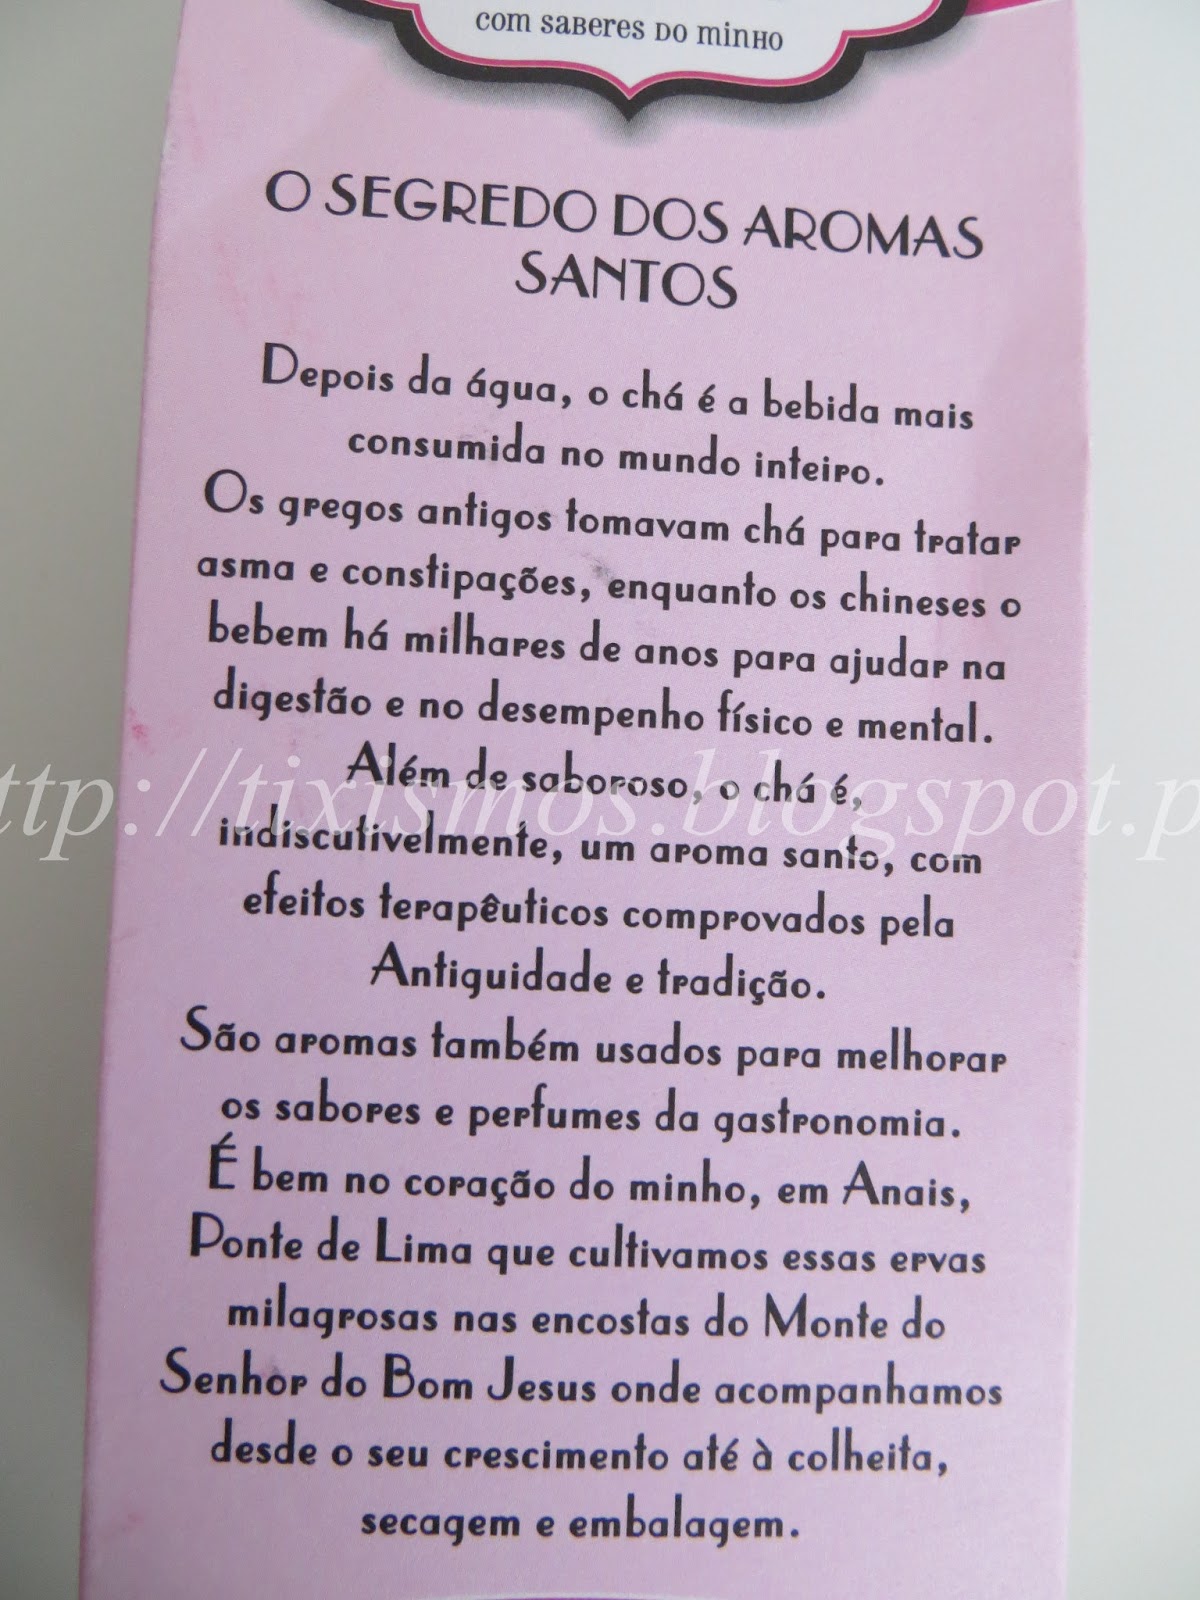 com saberes do minho
O SEGREDO DOS AROMAS
SANTOS
Depois da água, o chá é a bebida mais
consumida no mundo inteiro.
Os gregos antigos tomavam chá para tratar
asma e constipações, enquanto os chineses o
bebem há milhares de anos para ajudar na
digestão e no desempenho físico e mental.
Além de saboroso, o chá é,
ttp://tixismos.blogspot.p
indiscutivelmente, um aroma santo, com
efeitos terapêuticos comprovados pela
Antiguidade e tradição.
São aromas também usados para melhorar
os sabores e perfumes da gastronomia.
É bem no coração do minho, em Anais,
Ponte de Lima que cultivamos essas ervas
milagrosas nas encostas do Monte do
Senhor do Bom Jesus onde acompanhamos
desde o seu crescimento até à colheita,
secagem e embalagem.